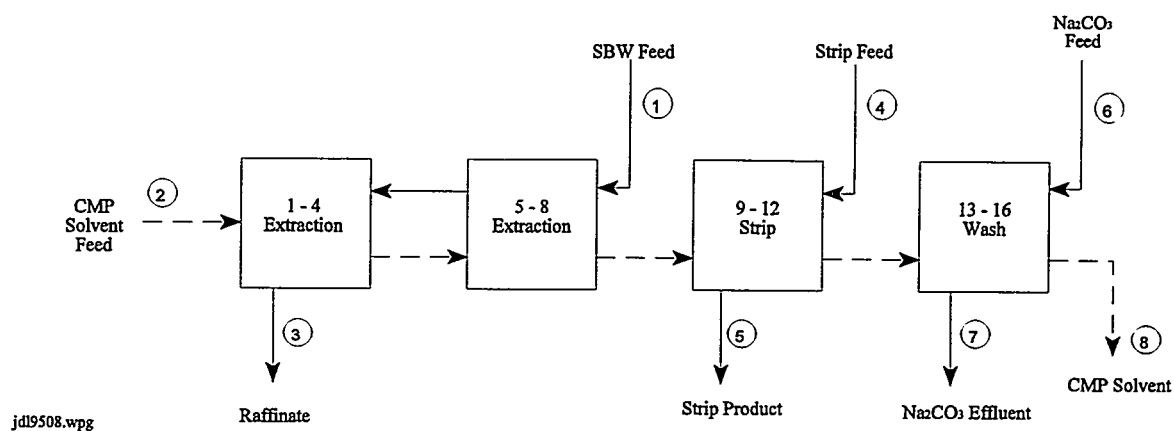 Na₂CO₃
Feed
SBW Feed
Strip Feed
1
4
6
2
CMP
Solvent
Feed
1 - 4
Extraction
5 - 8
Extraction
9 - 12
Strip
13 - 16
Wash
3
5
7
8
Raffinate
Strip Product
Na₂CO₃ Effluent
CMP Solvent
jdl9508.wpg